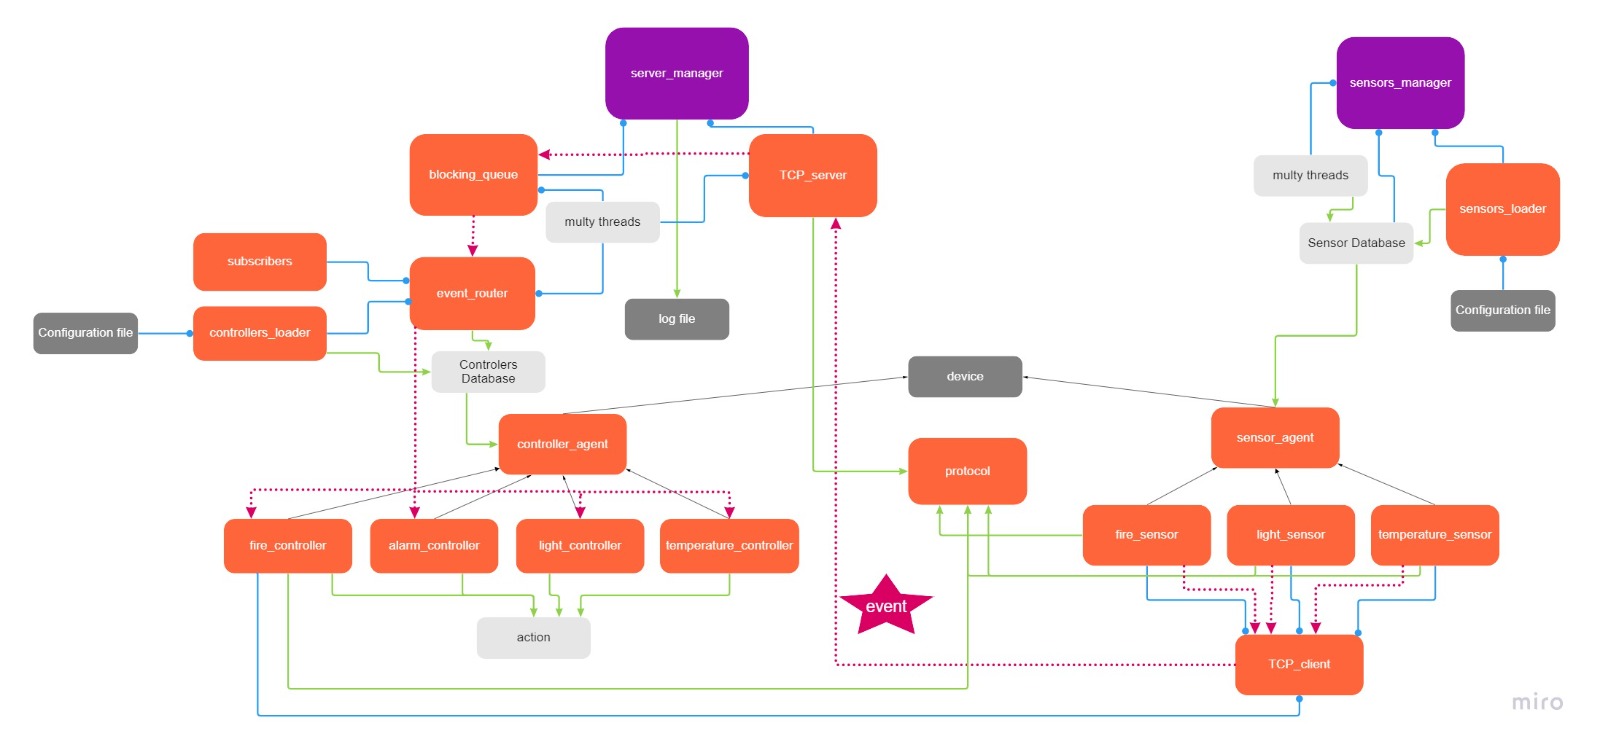 server_manager
sensors_manager
blocking_queue
TCP_server
multy threads
sensors_loader
multy threads
Sensor Database
subscribers
event_router
Configuration file
log file
Configuration file
controllers_loader
Controlers
Database
device
controller_agent
sensor_agent
protocol
fire_controller
alarm_controller
light_controller
temperature_controller
fire_sensor
light_sensor
temperature_sensor
event
action
TCP_client
miro